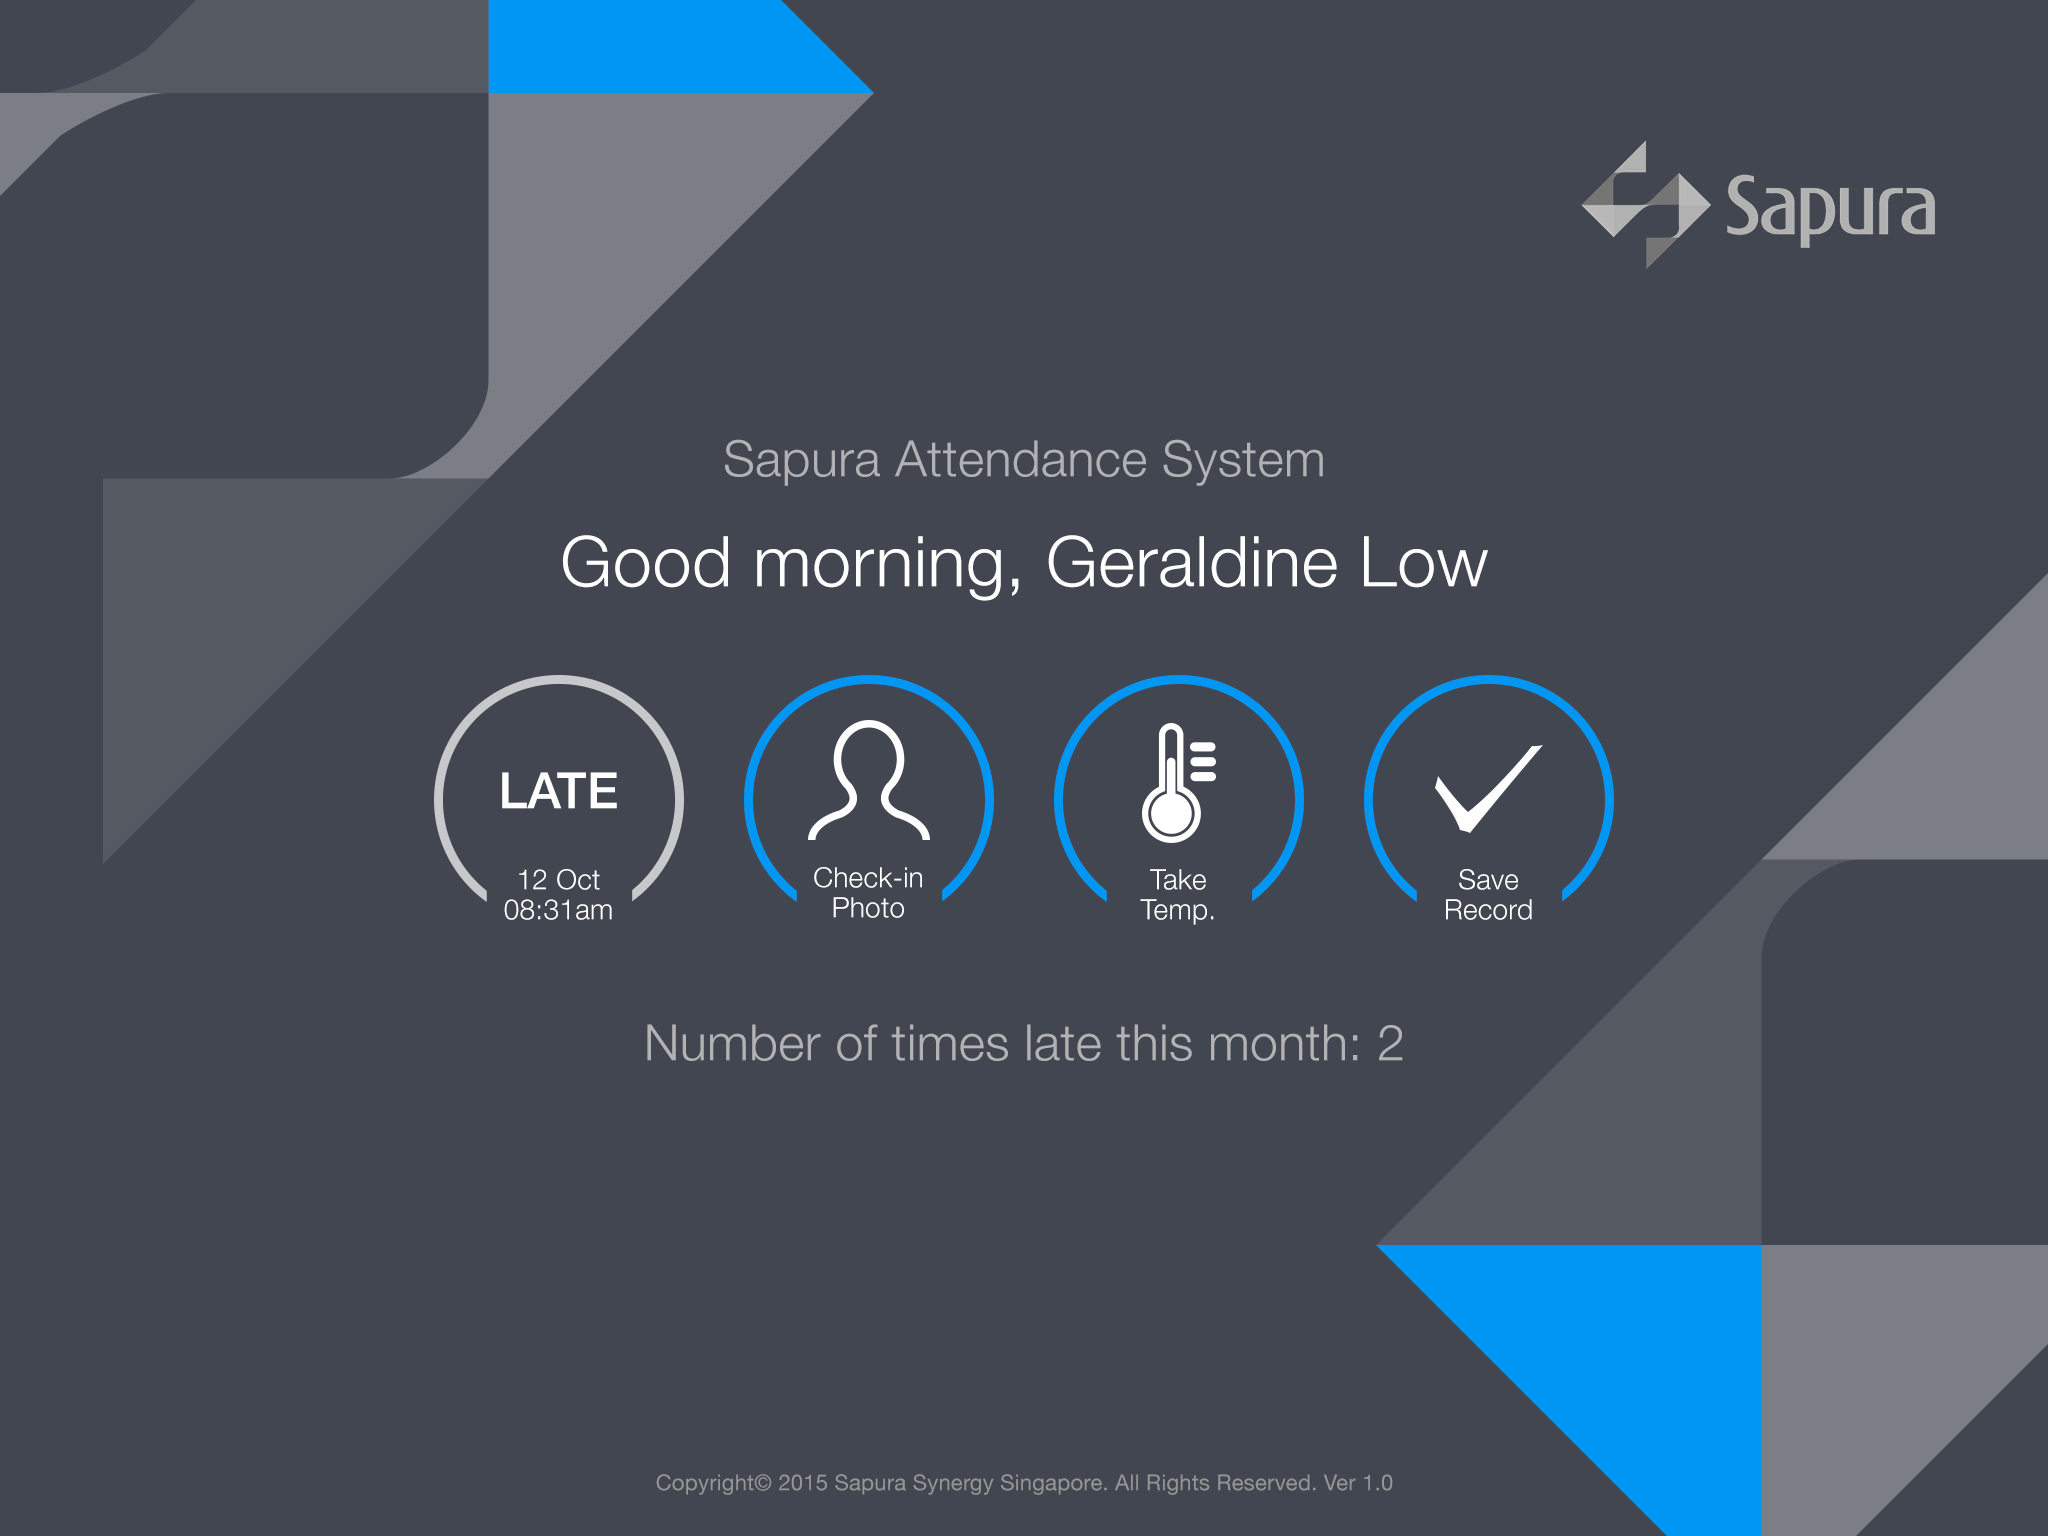 Sapura
Sapura Attendance System
Good morning, Geraldine Low
LATE
12 Oct
08:31am
Check-in
Photo
Take
Temp.
Save
Record
Number of times late this month: 2
Copyright© 2015 Sapura Synergy Singapore. All Rights Reserved. Ver 1.0